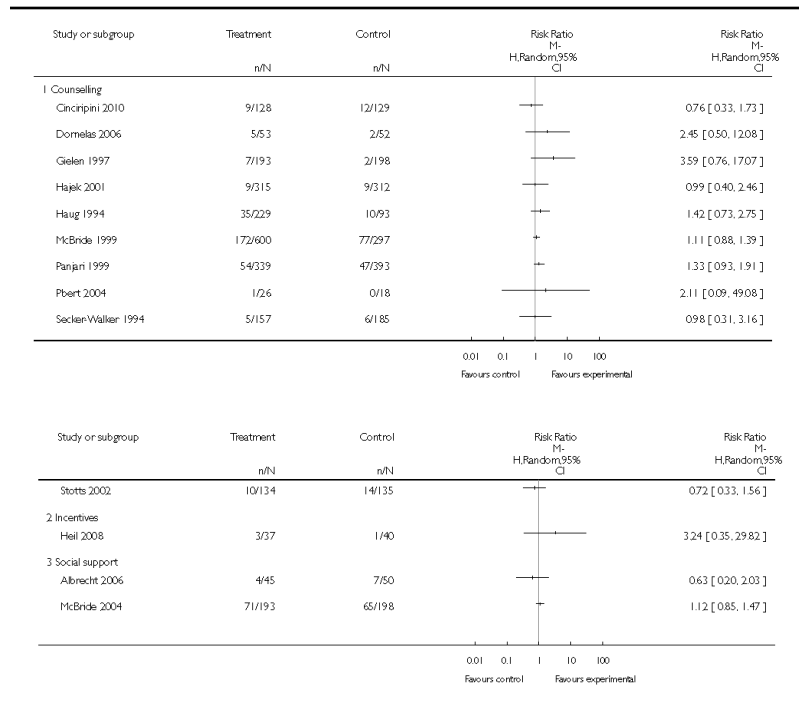 Study or subgroup Treatment Control Risk Ratio Risk Ratio
M- M-
H,Random,95% H,Random,95%
n/N n/N CI CI
1 Counselling
Cinciripini 2010 9/128 12/129 0.76 [ 0.33, 1.73 ]
Dornelas 2006 5/53 2/52 2.45 [ 0.50, 12.08 ]
Gielen 1997 7/193 2/198 3.59 [ 0.76, 17.07 ]
Hajek 2001 9/315 9/312 0.99 [ 0.40, 2.46 ]
Haug 1994 35/229 10/93 1.42 [ 0.73, 2.75 ]
McBride 1999 172/600 77/297 1.11 [ 0.88, 1.39 ]
Panjari 1999 54/339 47/393 1.33 [ 0.93, 1.91 ]
Pbert 2004 1/26 0/18 2.11 [ 0.09, 49.08 ]
Secker-Walker 1994 5/157 6/185 0.98 [ 0.31, 3.16 ]
0.01 0.1 1 10 100
Favours control Favours experimental
Study or subgroup Treatment Control Risk Ratio Risk Ratio
M- M-
H,Random,95% H,Random,95%
n/N n/N CI CI
Stotts 2002 10/134 14/135 0.72 [ 0.33, 1.56 ]
2 Incentives
Heil 2008 3/37 1/40 3.24 [ 0.35, 29.82 ]
3 Social support
Albrecht 2006 4/45 7/50 0.63 [ 0.20, 2.03 ]
McBride 2004 71/193 65/198 1.12 [ 0.85, 1.47 ]
0.01 0.1 1 10 100
Favours control Favours experimental